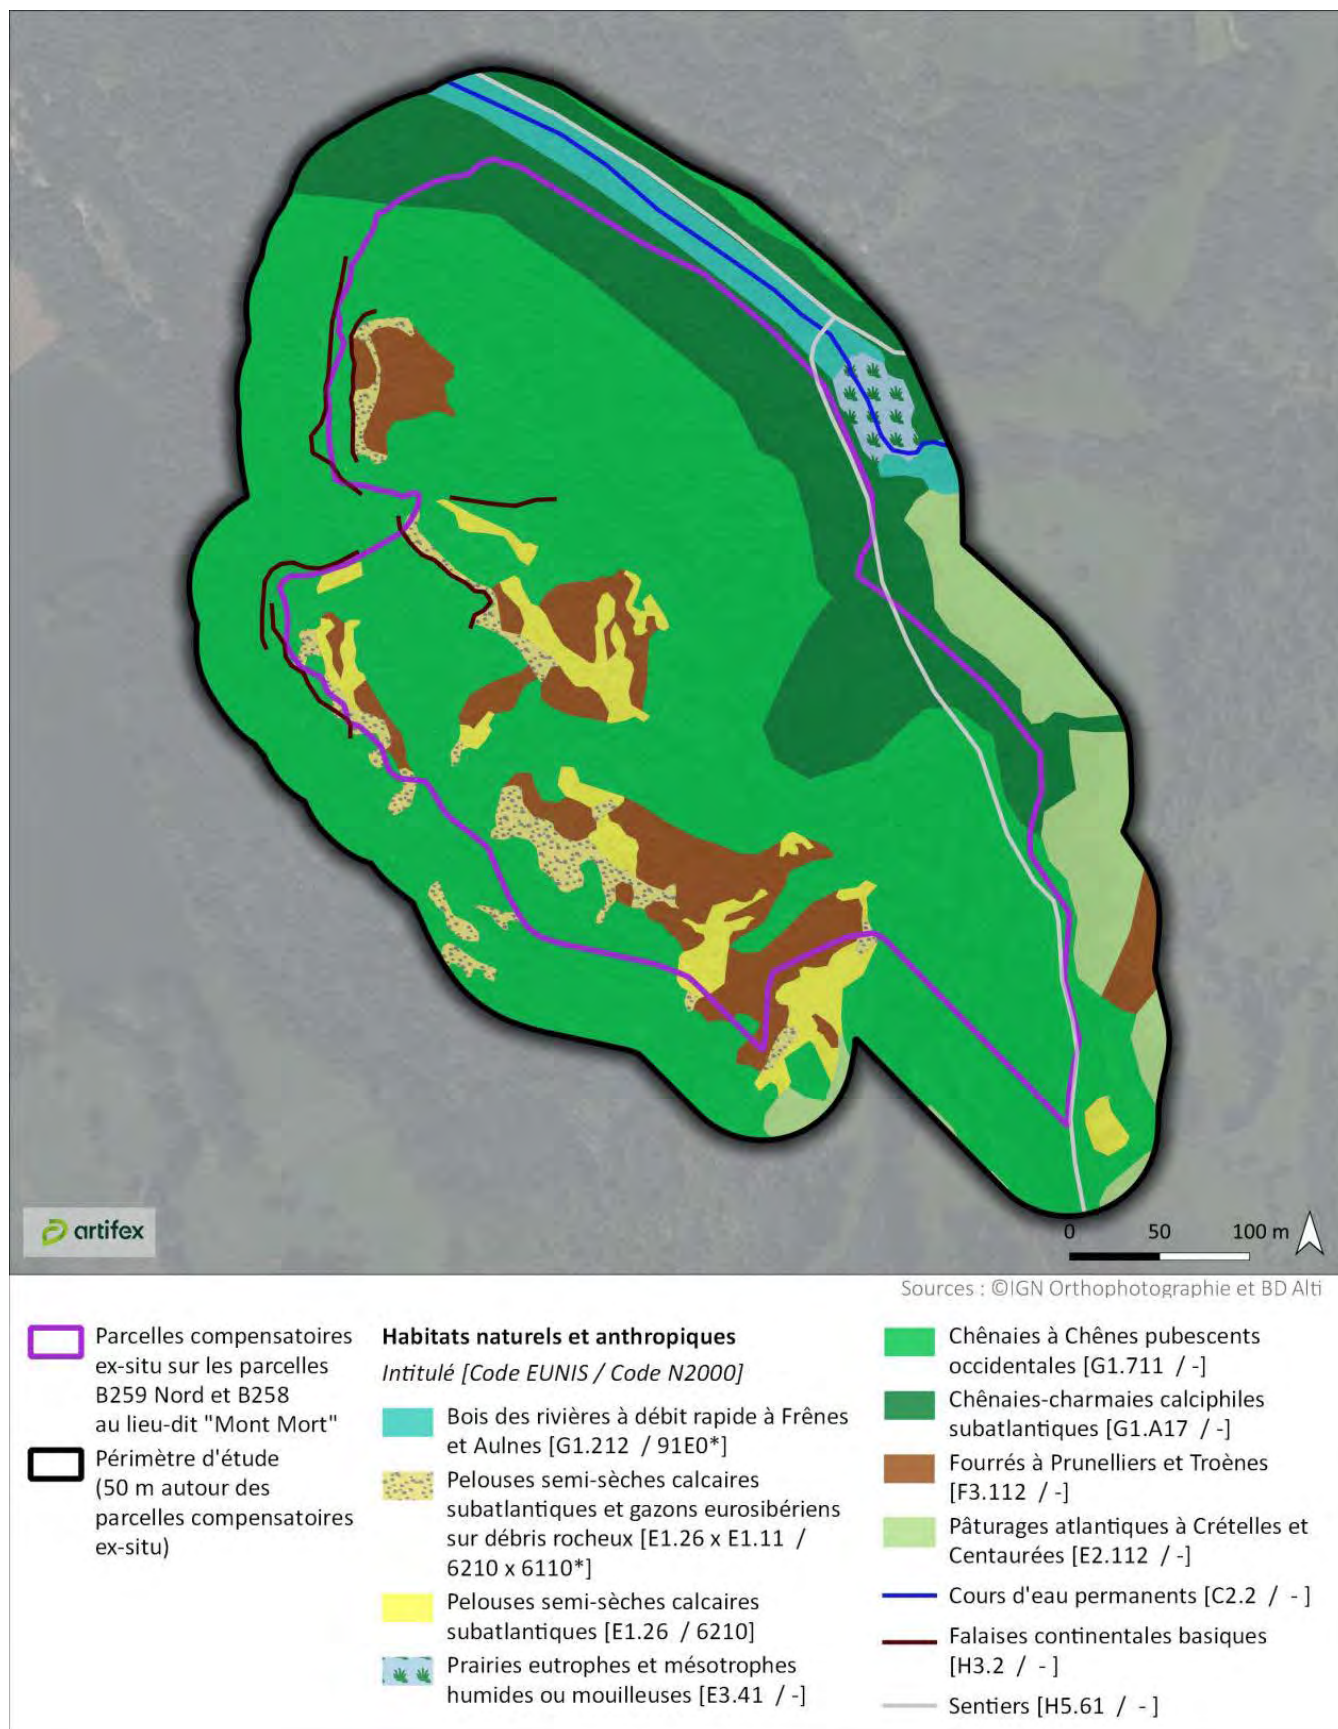 artifex
0 50 100 m
Sources : ©IGN Orthophotographie et BD Alti
Parcelles compensatoires
ex-situ sur les parcelles
B259 Nord et B258
au lieu-dit "Mont Mort"
Périmètre d'étude
(50 m autour des
parcelles compensatoires
ex-situ)
Habitats naturels et anthropiques
Intitulé [Code EUNIS / Code N2000]
Bois des rivières à débit rapide à Frênes
et Aulnes [G1.212 / 91E0*]
Pelouses semi-sèches calcaires
subatlantiques et gazons eurosibériens
sur débris rocheux [E1.26 x E1.11 /
6210 x 6110*]
Pelouses semi-sèches calcaires
subatlantiques [E1.26 / 6210]
Prairies eutrophes et mésotrophes
humides ou mouilleuses [E3.41 / -]
Chênaies à Chênes pubescents
occidentales [G1.711 / -]
Chênaies-charmaies calciphiles
subatlantiques [G1.A17 / -]
Fourrés à Prunelliers et Troènes
[F3.112 / -]
Pâturages atlantiques à Crételles et
Centaurées [E2.112 / -]
Cours d'eau permanents [C2.2 / - ]
Falaises continentales basiques
[H3.2 / - ]
Sentiers [H5.61 / - ]